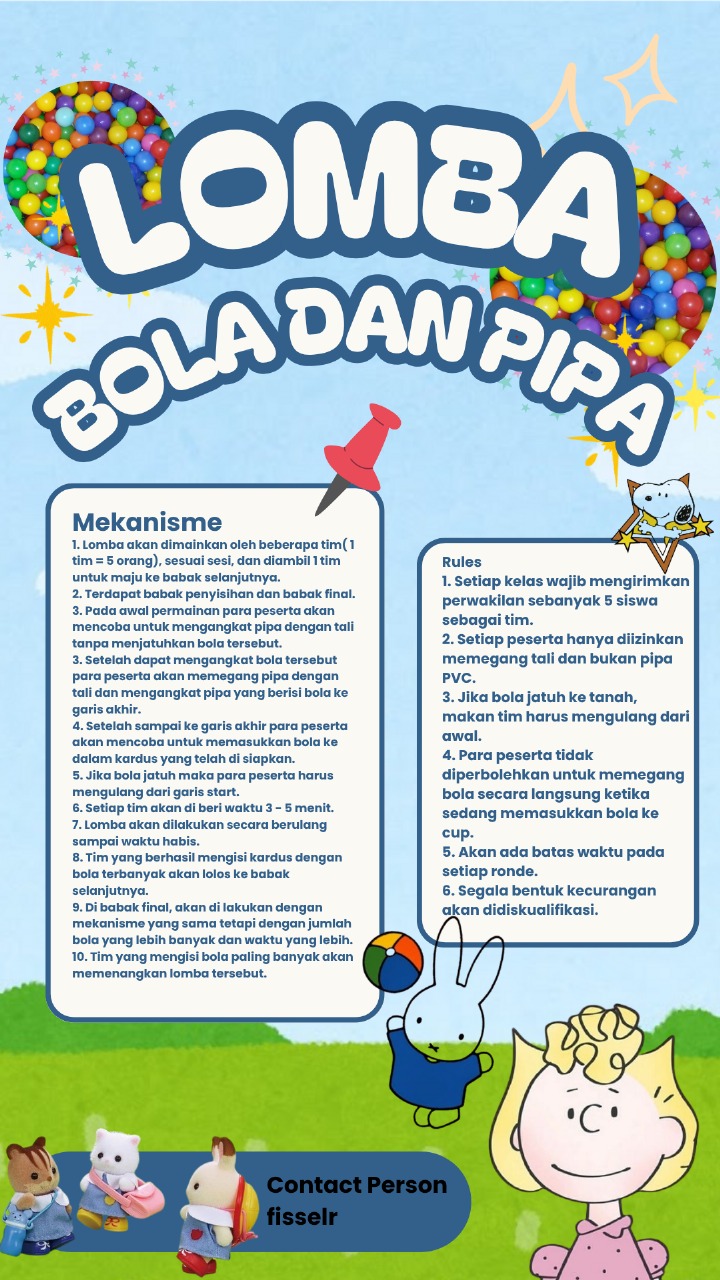 LOMBA
BOLA DAN PIPA
Mekanisme
1. Lomba akan dimainkan oleh beberapa tim( 1
tim = 5 orang), sesuai sesi, dan diambil 1 tim
untuk maju ke babak selanjutnya.
2. Terdapat babak penyisihan dan babak final.
3. Pada awal permainan para peserta akan
mencoba untuk mengangkat pipa dengan tali
tanpa menjatuhkan bola tersebut.
3. Setelah dapat mengangkat bola tersebut
para peserta akan memegang pipa dengan
tali dan mengangkat pipa yang berisi bola ke
garis akhir.
4. Setelah sampai ke garis akhir para peserta
akan mencoba untuk memasukkan bola ke
dalam kardus yang telah di siapkan.
5. Jika bola jatuh maka para peserta harus
mengulang dari garis start.
6. Setiap tim akan di beri waktu 3 - 5 menit.
7. Lomba akan dilakukan secara berulang
sampai waktu habis.
8. Tim yang berhasil mengisi kardus dengan
bola terbanyak akan lolos ke babak
selanjutnya.
9. Di babak final, akan di lakukan dengan
mekanisme yang sama tetapi dengan jumlah
bola yang lebih banyak dan waktu yang lebih.
10. Tim yang mengisi bola paling banyak akan
memenangkan lomba tersebut.
Rules
1. Setiap kelas wajib mengirimkan
perwakilan sebanyak 5 siswa
sebagai tim.
2. Setiap peserta hanya diizinkan
memegang tali dan bukan pipa
PVC.
3. Jika bola jatuh ke tanah,
makan tim harus mengulang dari
awal.
4. Para peserta tidak
diperbolehkan untuk memegang
bola secara langsung ketika
sedang memasukkan bola ke
cup.
5. Akan ada batas waktu pada
setiap ronde.
6. Segala bentuk kecurangan
akan didiskualifikasi.
Contact Person
fisselr